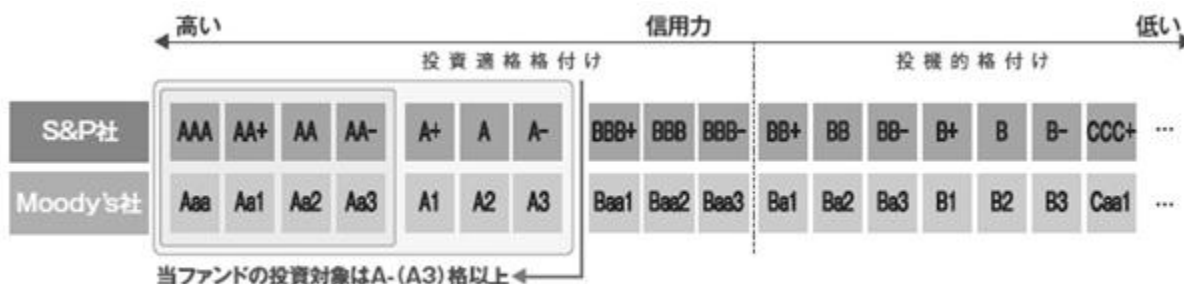 高い 信用力 低い
投資適格格付け 投機的格付け
S&P社 AAA AA+ AA AA- A+ A A- BBB+ BBB BBB- BB+ BB BB- B+ B B- CCC+ …
Moody's社 Aaa Aa1 Aa2 Aa3 A1 A2 A3 Baa1 Baa2 Baa3 Ba1 Ba2 Ba3 B1 B2 B3 Caa1 …
当ファンドの投資対象はA-(A3)格以上